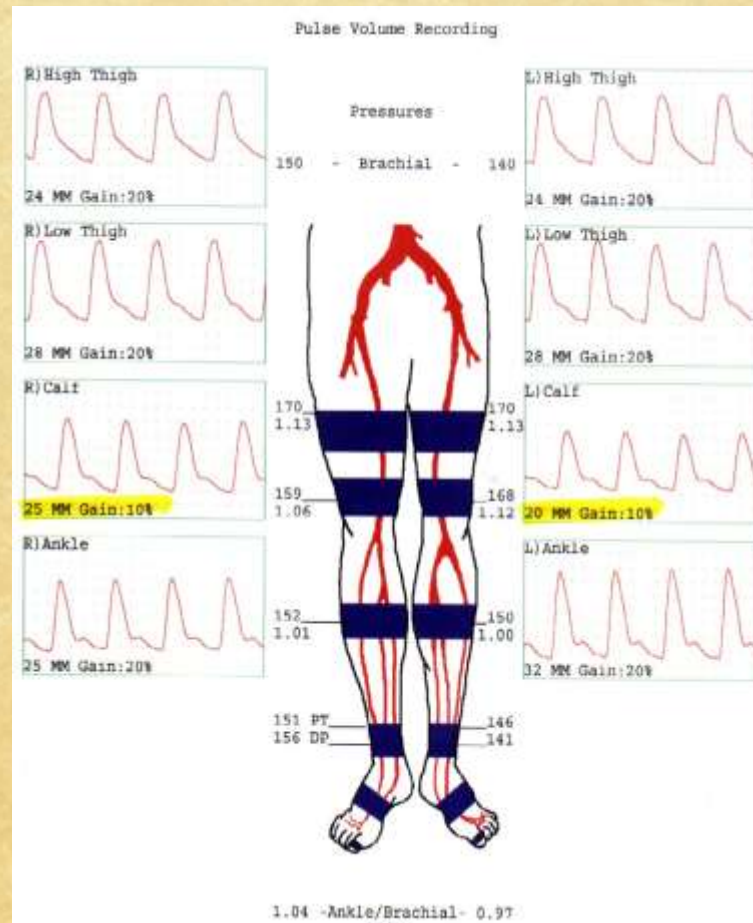 Pulse Volume Recording
R)High Thigh
L)High Thigh
Pressures
150 - Brachial - 140
24 MM Gain:20%
24 MM Gain:20%
R)Low Thigh
L)Low Thigh
28 MM Gain:20%
28 MM Gain:20%
R)Calf
L)Calf
170
1.13
170
1.13
159
1.06
168
1.12
25 MM Gain:10%
20 MM Gain:10%
R)Ankle
L)Ankle
152
1.01
150
1.00
25 MM Gain:20%
32 MM Gain:20%
151 PT
156 DP
146
141
1.04 -Ankle/Brachial- 0.97